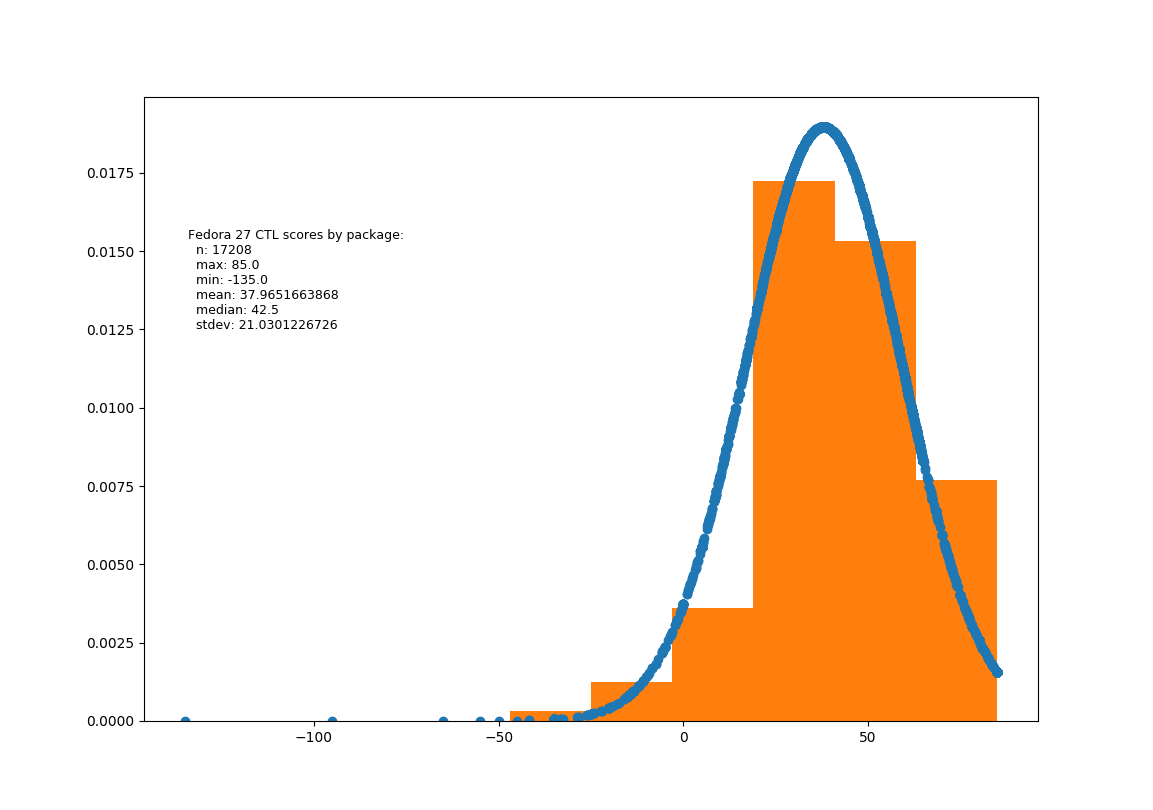 0.0175
0.0150
0.0125
0.0100
0.0075
0.0050
0.0025
0.0000
Fedora 27 CTL scores by package:
n: 17208
max: 85.0
min: -135.0
mean: 37.9651663868
median: 42.5
stdev: 21.0301226726
−100
−50
0
50